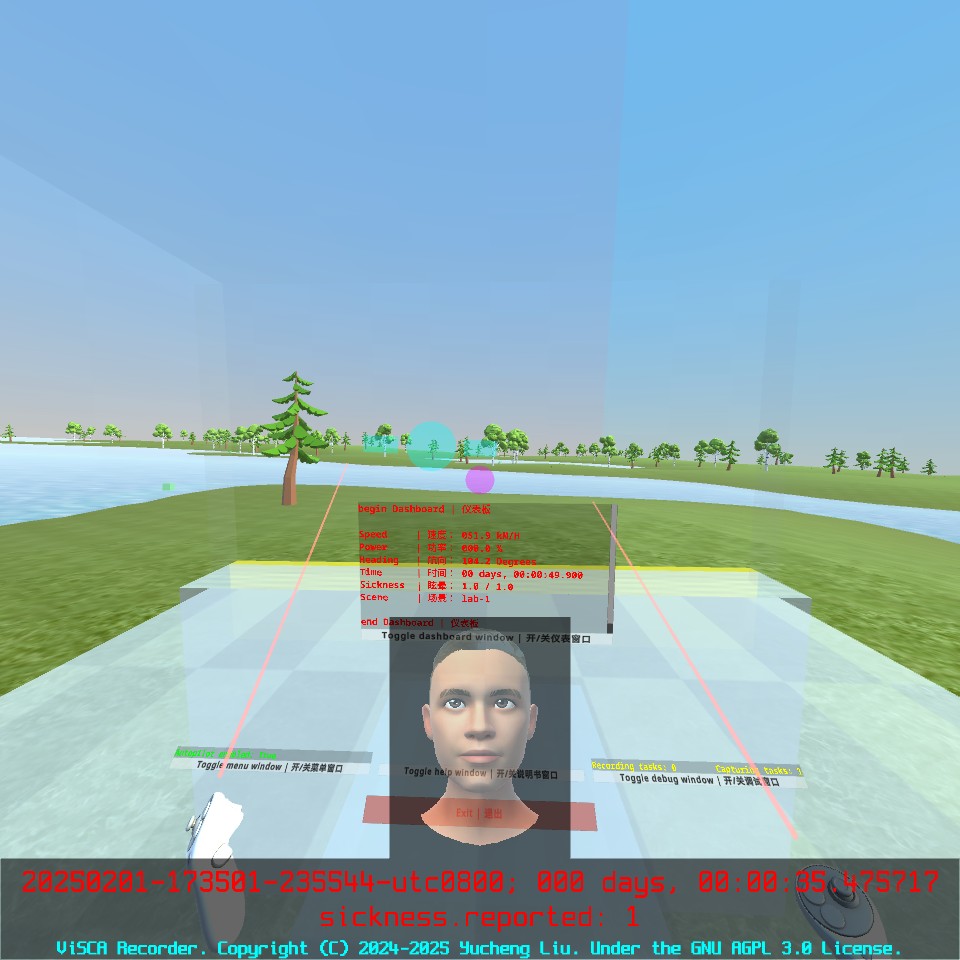 begin Dashboard | 仪表板
Speed | 速度: 051.9 kM/H
Power | 功率: 000.0 %
Heading | 航向: 104.2 Degrees
Time | 时间: 00 days, 00:00:49.900
Sickness | 眩晕: 1.0 / 1.0
Scene | 场景: lab-1
end Dashboard | 仪表板
Toggle dashboard window | 开/关仪表窗口
Autopilot enabled: True
Toggle menu window | 开/关菜单窗口
Toggle help window | 开/关说明书窗口
Recording tasks: 0 Capturing tasks: 1
Toggle debug window | 开/关调试窗口
Exit | 退出
20250201-173501-235544-utc0800; 000 days, 00:00:35.475717
sickness.reported: 1
ViSCA Recorder. Copyright (C) 2024-2025 Yucheng Liu. Under the GNU AGPL 3.0 License.